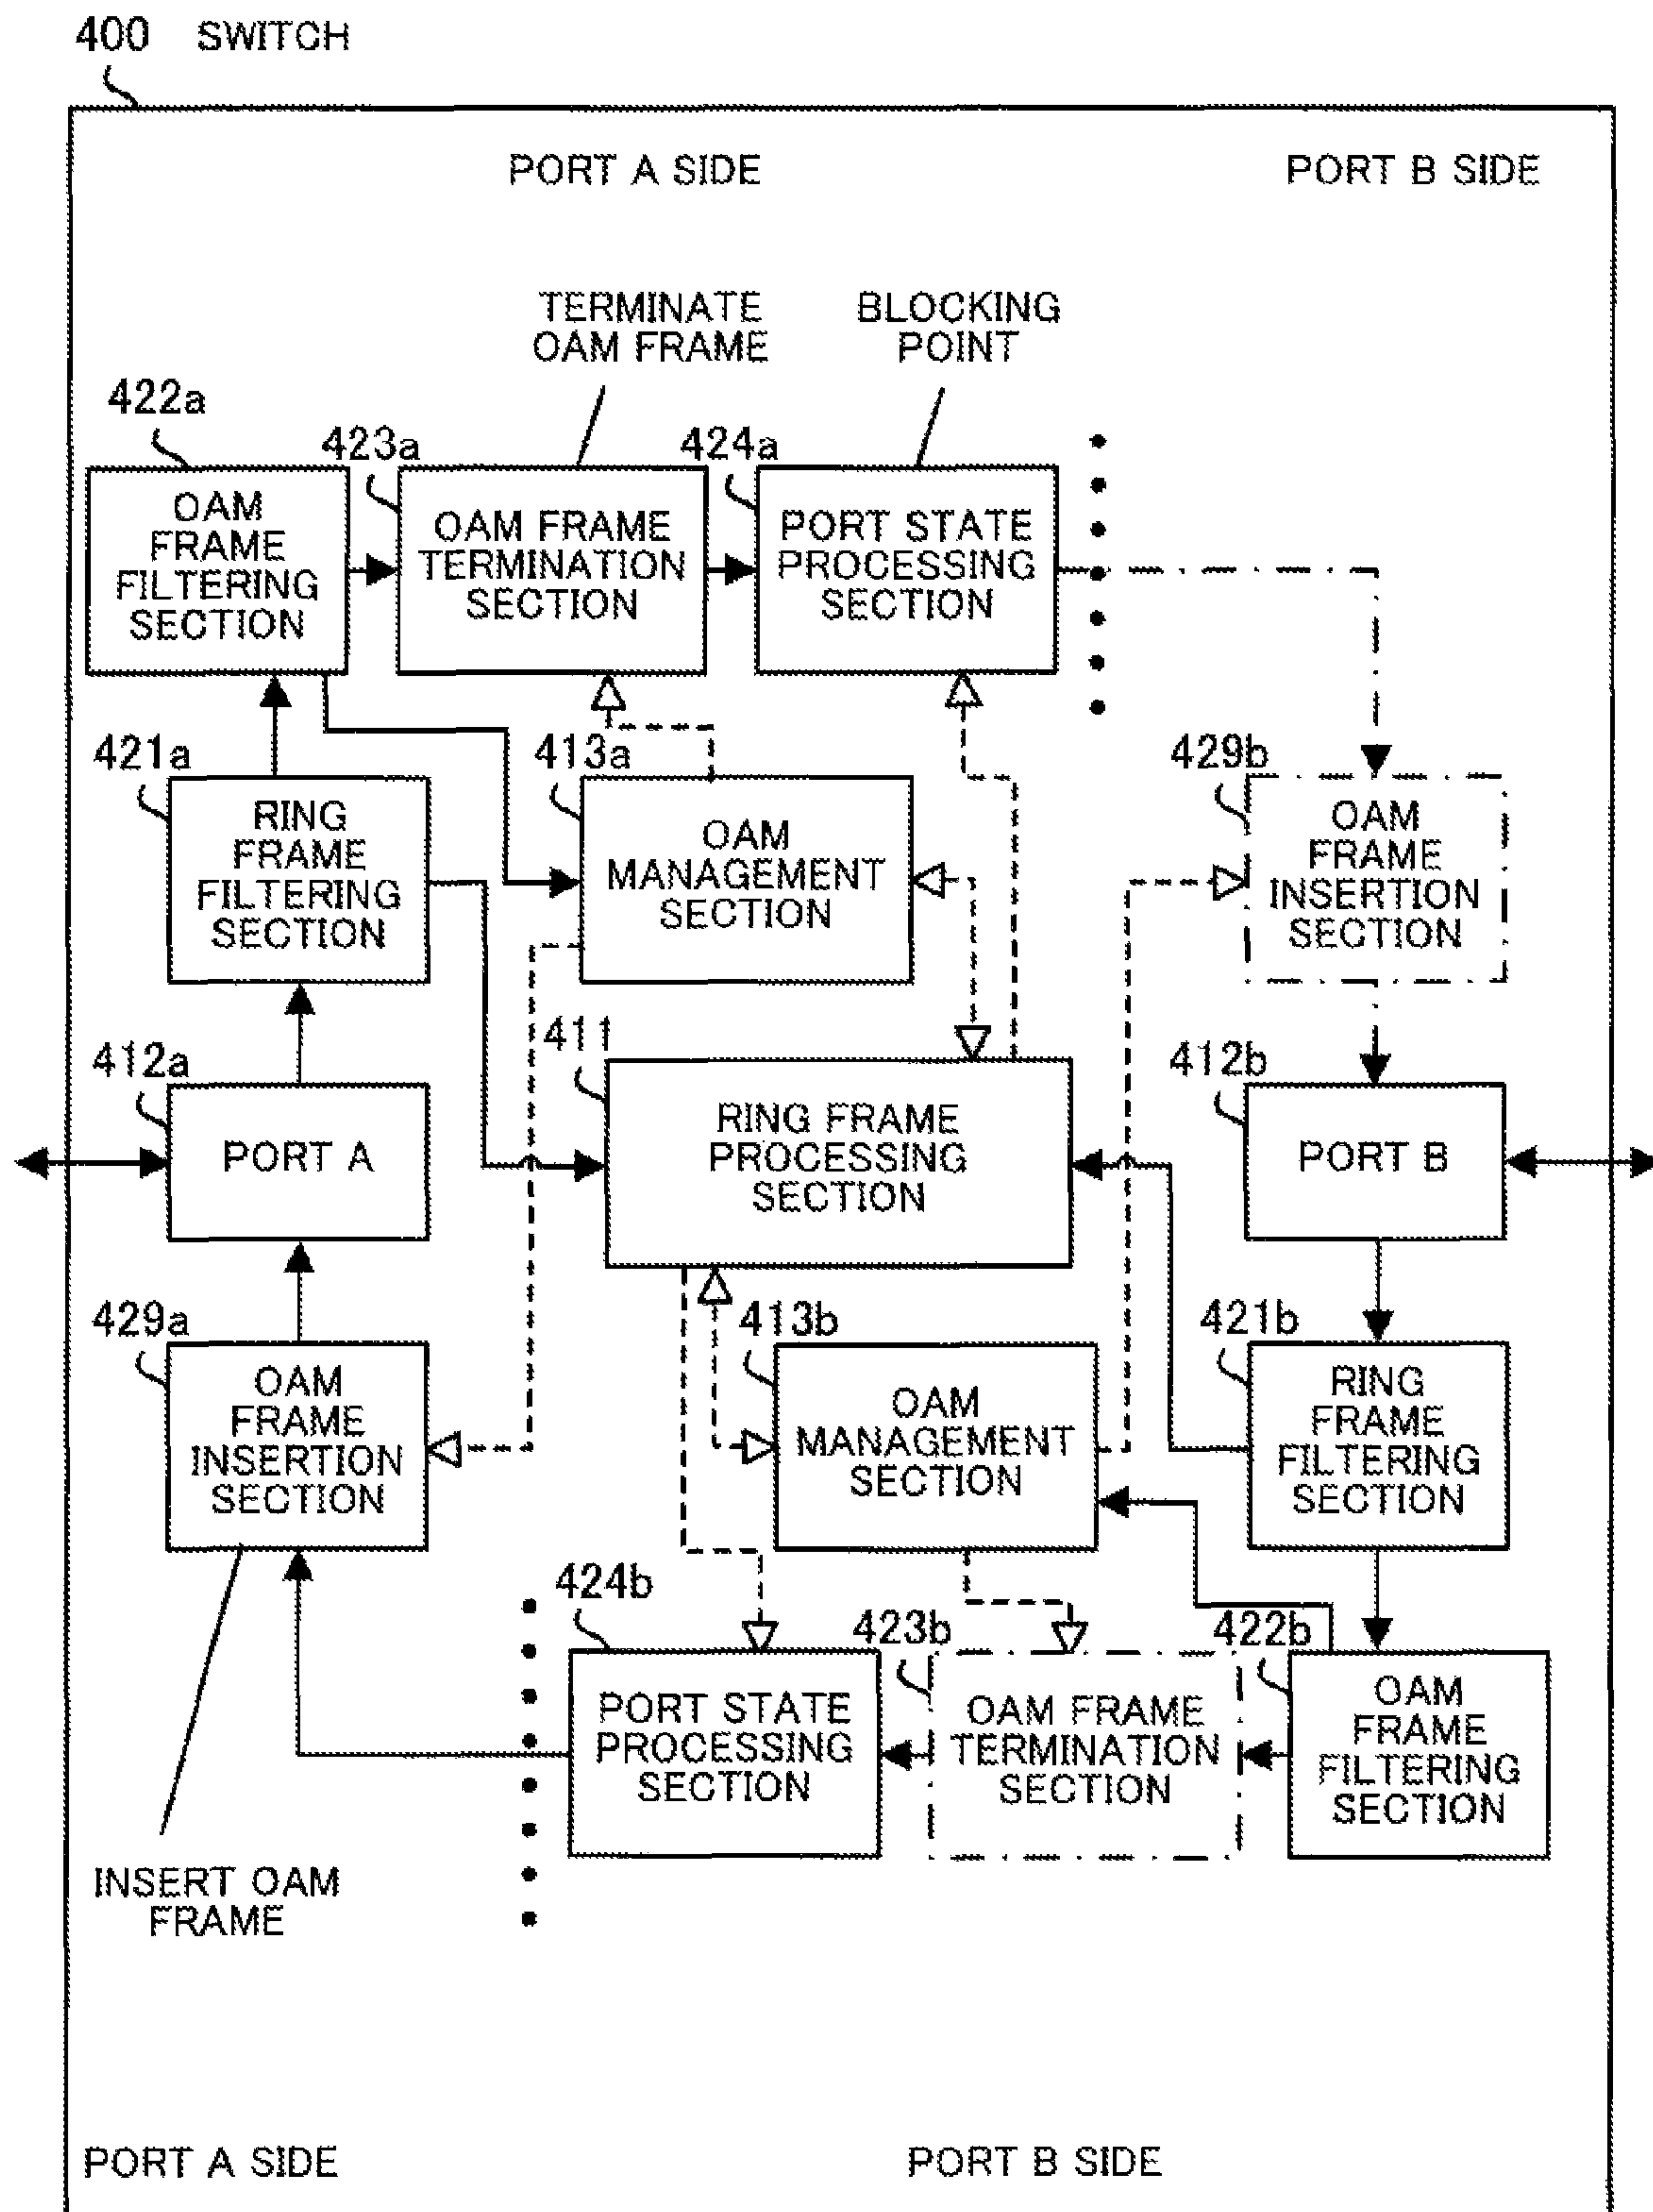 400 SWITCH
PORT A SIDE
PORT B SIDE
TERMINATE
OAM FRAME
BLOCKING
POINT
422a
OAM
FRAME
FILTERING
SECTION
423a
OAM FRAME
TERMINATION
SECTION
424a
PORT STATE
PROCESSING
SECTION
421a
RING
FRAME
FILTERING
SECTION
413a
OAM
MANAGEMENT
SECTION
429b
OAM
FRAME
INSERTION
SECTION
412a
PORT A
411
RING FRAME
PROCESSING
SECTION
412b
PORT B
429a
OAM
FRAME
INSERTION
SECTION
413b
OAM
MANAGEMENT
SECTION
421b
RING
FRAME
FILTERING
SECTION
424b
PORT STATE
PROCESSING
SECTION
423b
OAM FRAME
TERMINATION
SECTION
422b
OAM
FRAME
FILTERING
SECTION
INSERT OAM
FRAME
PORT A SIDE
PORT B SIDE